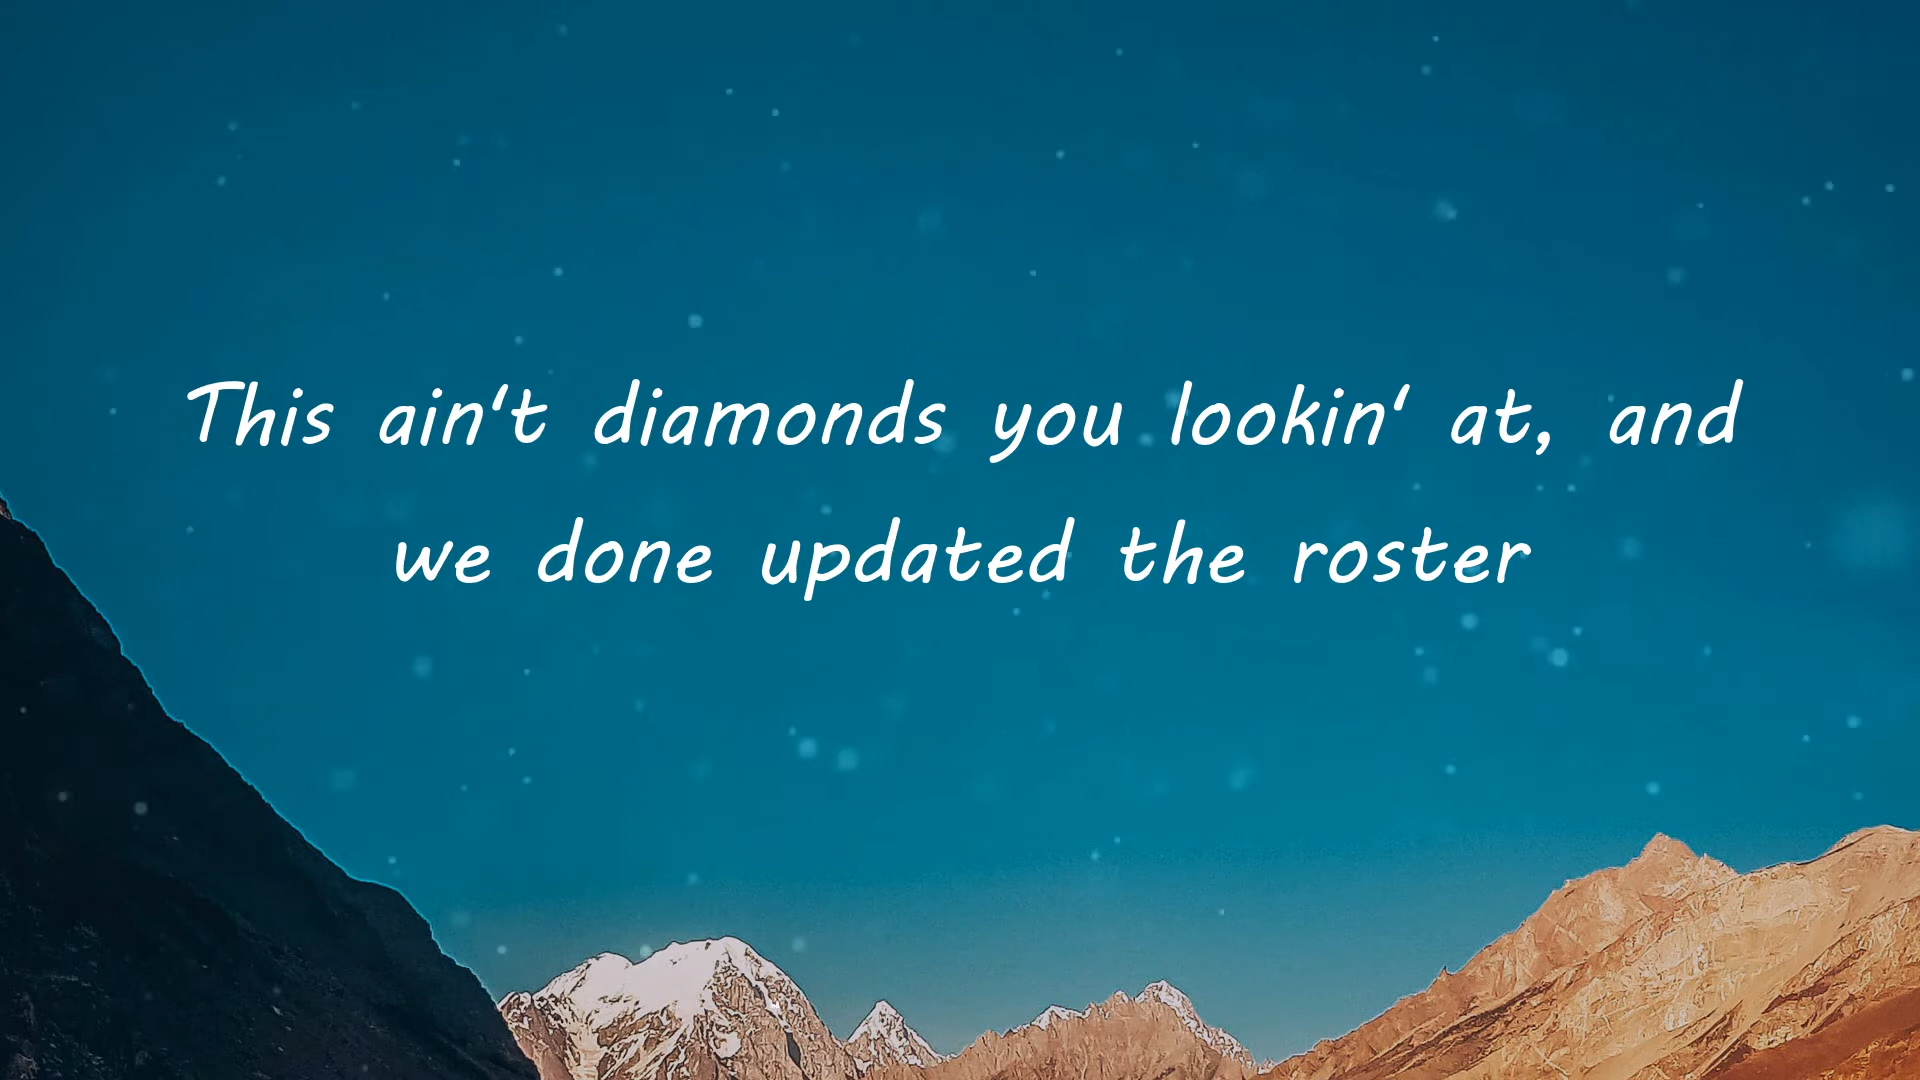 This ain't diamonds you lookin' at, and
we done updated the roster